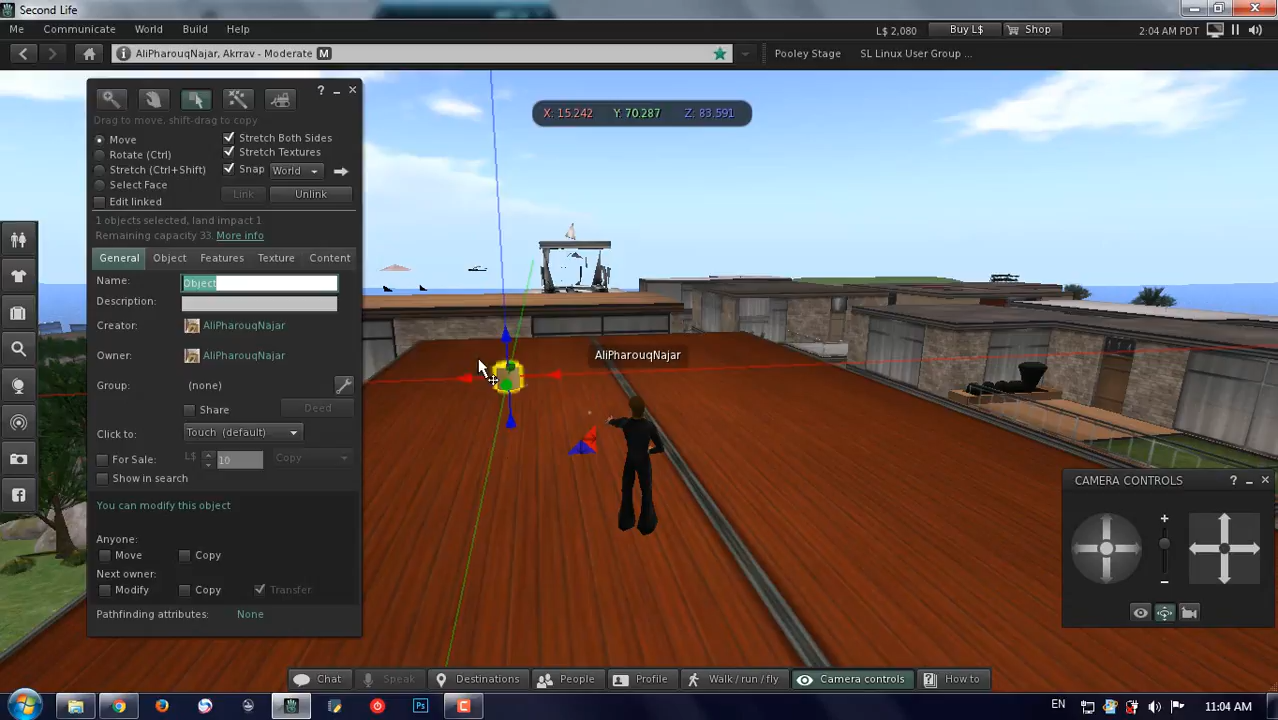 Second Life
Me Communicate World Build Help L$ 2,080 Buy L$ Shop 2:04 AM PDT
AliPharouqNajar, Akrrav - Moderate M Pooley Stage SL Linux User Group ...
Drag to move, shift-drag to copy
X: 15.242 Y: 70.287 Z: 83.591
Move
Rotate (Ctrl)
Stretch (Ctrl+Shift)
Select Face
Edit linked
Stretch Both Sides
Stretch Textures
Snap World
Link Unlink
1 objects selected, land impact 1
Remaining capacity 33. More info
General Object Features Texture Content
Name: Object
Description:
Creator: AliPharouqNajar
Owner: AliPharouqNajar
Group: (none)
Share Deed
Click to: Touch (default)
For Sale: L$ 10 Copy
Show in search
You can modify this object
Anyone:
Move Copy
Next owner:
Modify Copy Transfer
Pathfinding attributes: None
AliPharouqNajar
CAMERA CONTROLS
Chat Speak Destinations People Profile Walk / run / fly Camera controls How to
Ps EN 11:04 AM